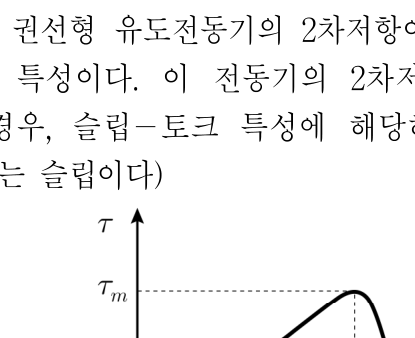 권선형 유도전동기의 2차저항
특성이다. 이 전동기의 2차
경우, 슬립-토크 특성에 해당
는 슬립이다)
τ
τₘ